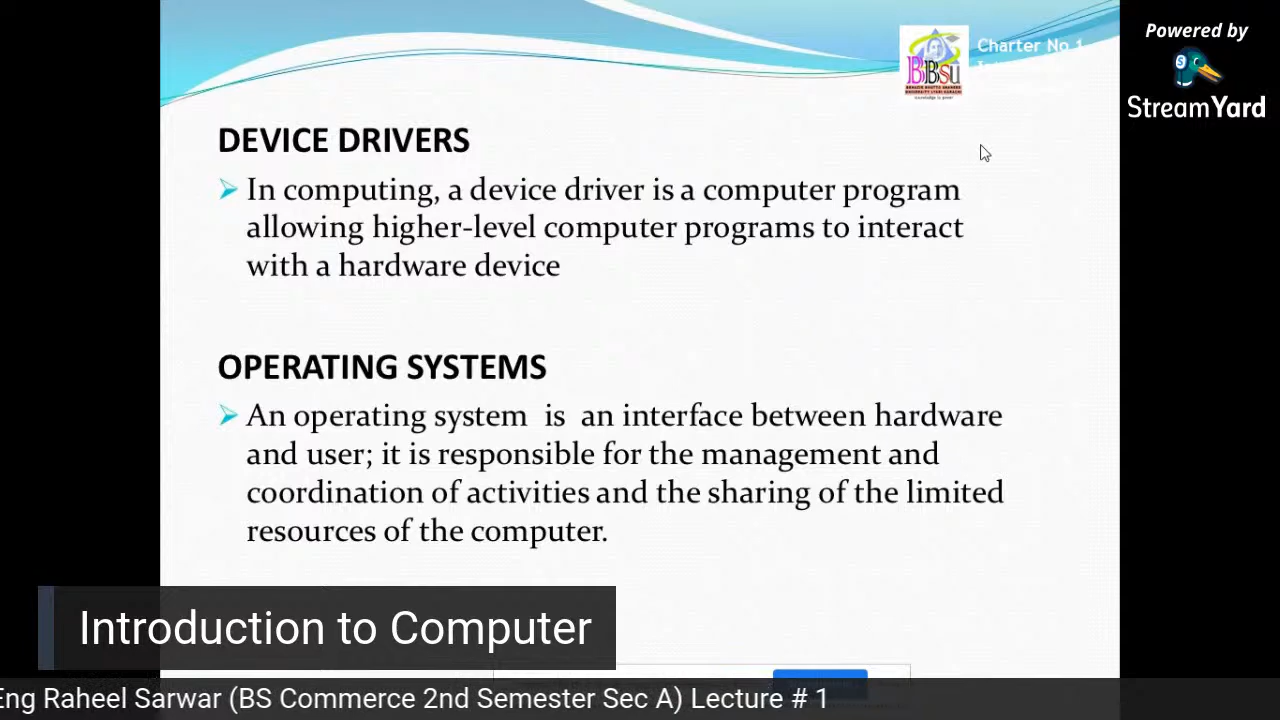 Powered by
StreamYard
Charter No 1
BBSU
DEVICE DRIVERS
In computing, a device driver is a computer program
allowing higher-level computer programs to interact
with a hardware device
OPERATING SYSTEMS
An operating system is an interface between hardware
and user; it is responsible for the management and
coordination of activities and the sharing of the limited
resources of the computer.
Introduction to Computer
Eng Raheel Sarwar (BS Commerce 2nd Semester Sec A) Lecture # 1